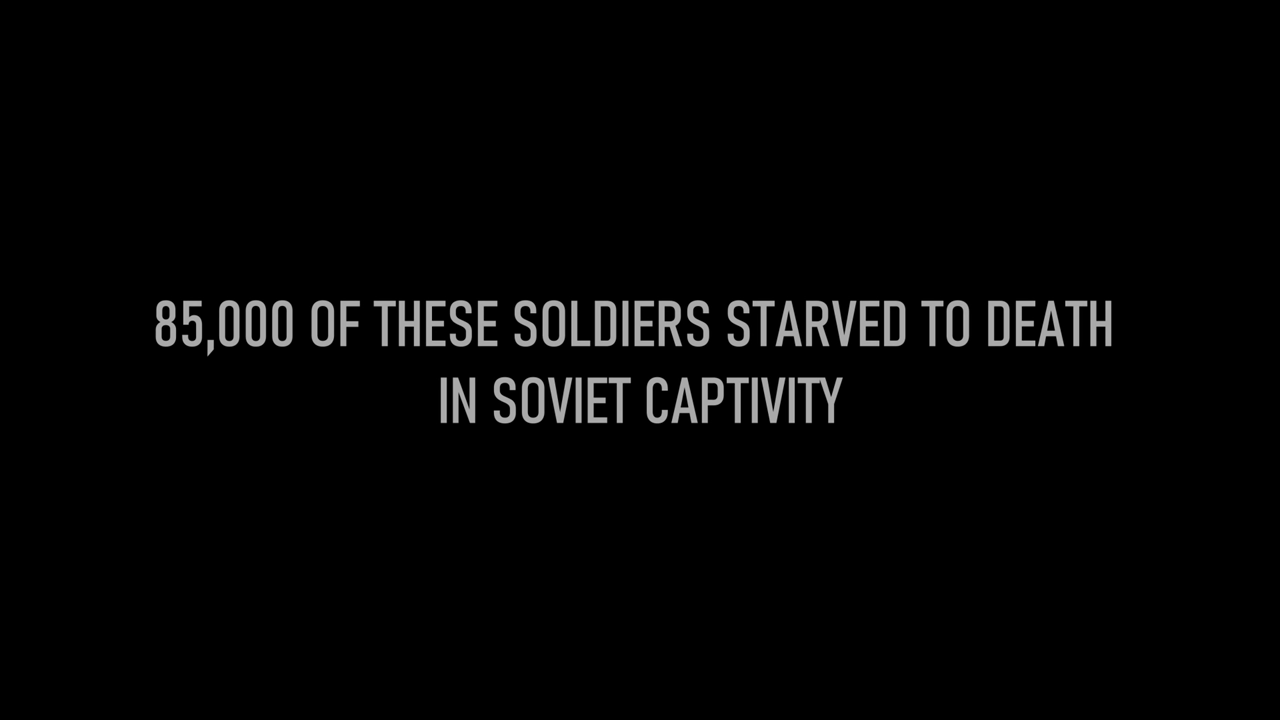 85,000 OF THESE SOLDIERS STARVED TO DEATH
IN SOVIET CAPTIVITY